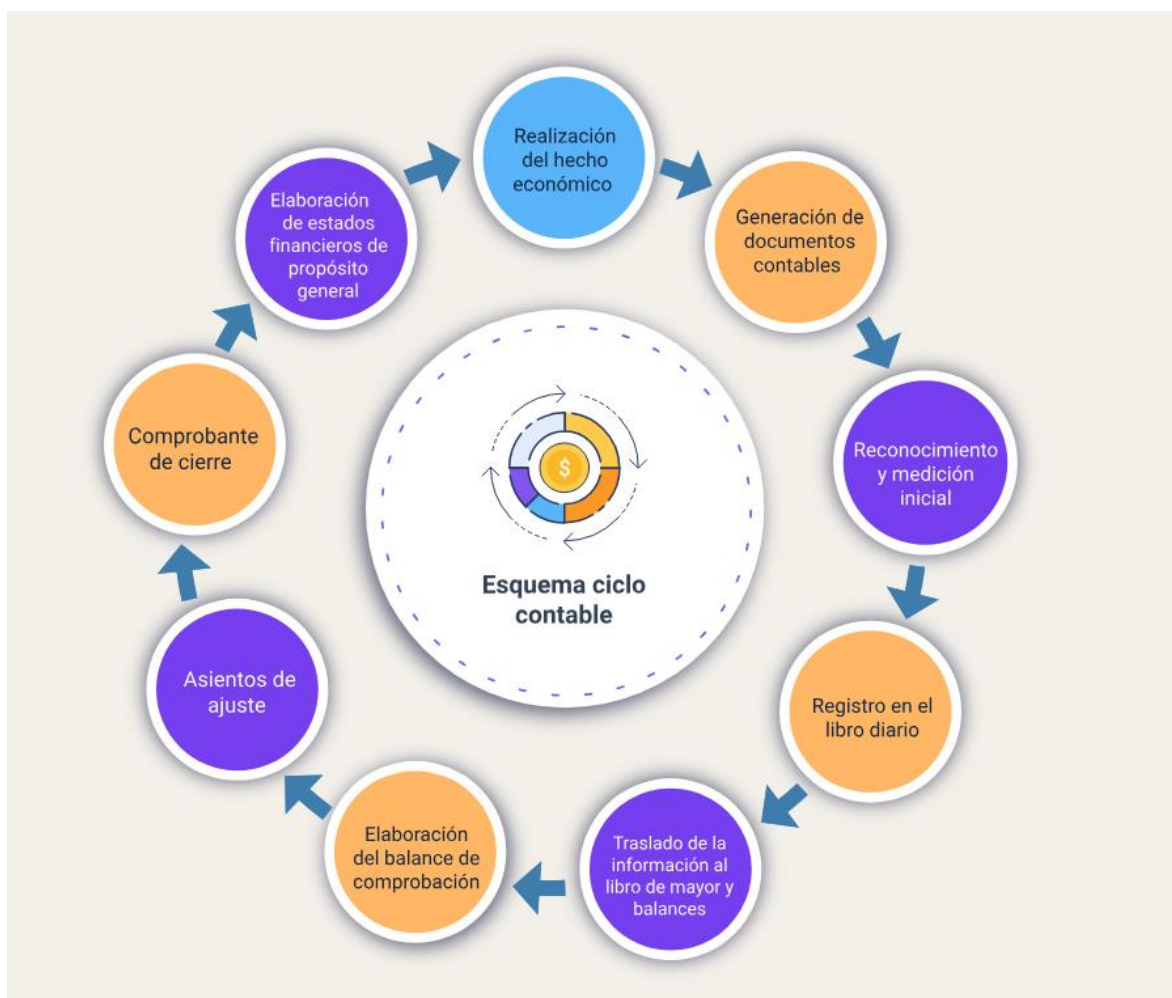 Realización
del hecho
económico
Generación de
documentos
contables
Reconocimiento
y medición
inicial
Registro en el
libro diario
Traslado de la
información al
libro de mayor y
balances
Elaboración
del balance de
comprobación
Asientos de
ajuste
Comprobante
de cierre
Elaboración
de estados
financieros de
propósito
general
$
Esquema ciclo
contable